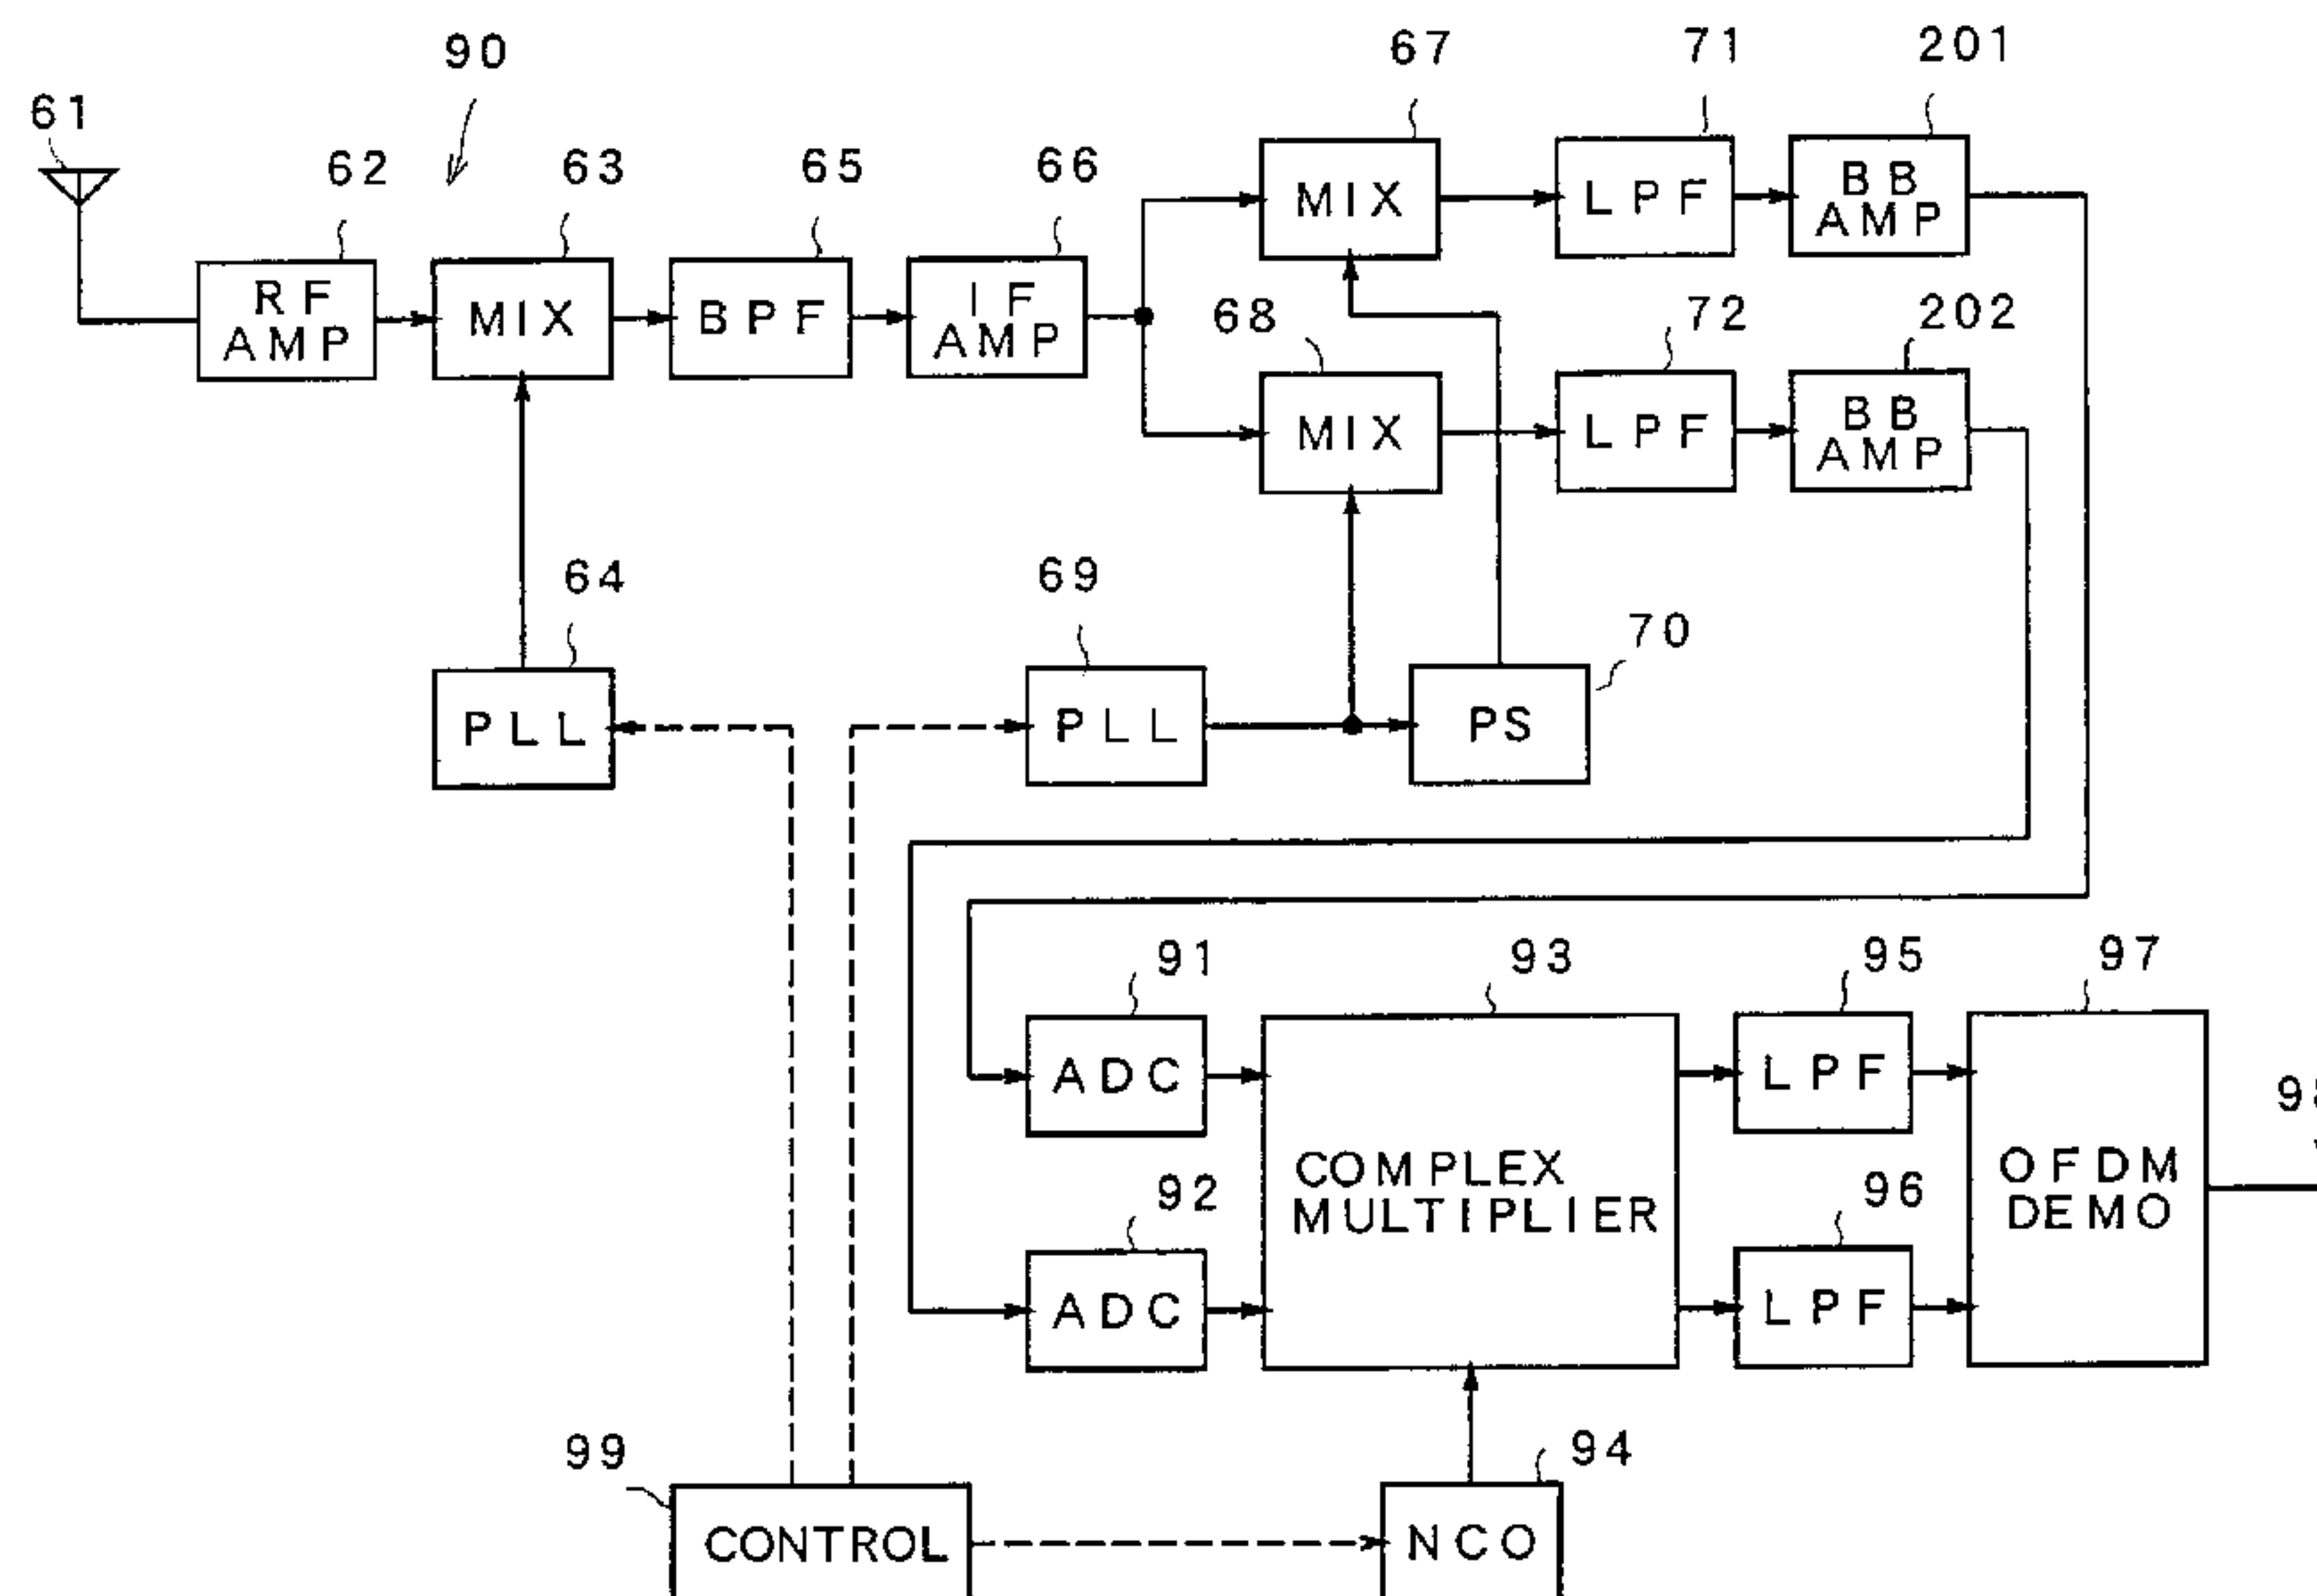 90
61
62
63
65
66
67
71
201
RF
AMP
MIX
BPF
IF
AMP
MIX
LPF
BB
AMP
68
72
202
MIX
LPF
BB
AMP
64
69
70
PLL
PLL
PS
91
93
95
97
ADC
LPF
COMPLEX
MULTIPLIER
OFDM
DEMO
92
96
ADC
LPF
99
94
CONTROL
NCO